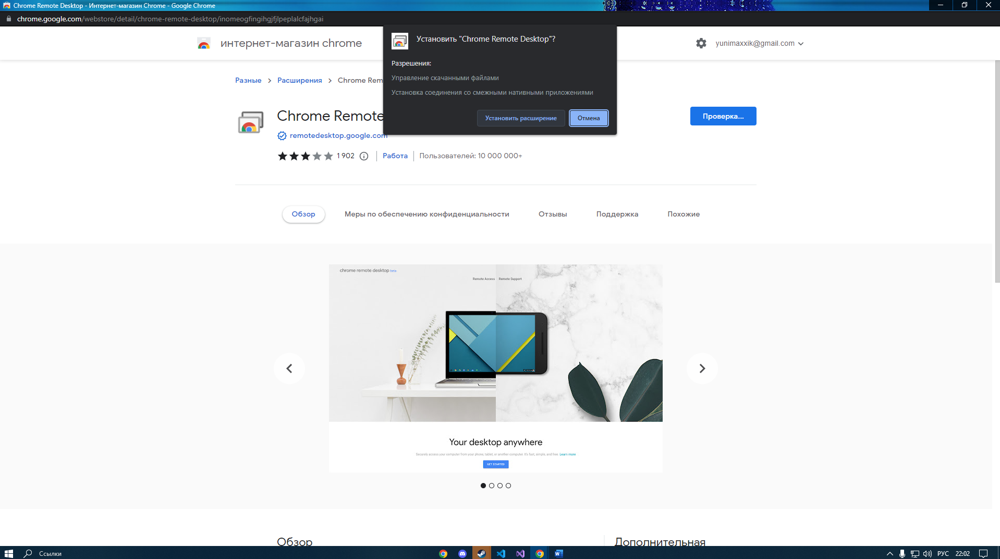 Chrome Remote Desktop - Интернет-магазин Chrome - Google Chrome
chrome.google.com/webstore/detail/chrome-remote-desktop/inomeogfingihgjfjlpeplalcfajhgai
интернет-магазин chrome
yunimaxxik@gmail.com
Установить "Chrome Remote Desktop"?
Разрешения:
Управление скачанными файлами
Установка соединения со смежными нативными приложениями
Установить расширение
Отмена
Разные
Расширения
Chrome Rem
Chrome Remote
Проверка...
remotedesktop.google.com
1 902
Работа
Пользователей: 10 000 000+
Обзор
Меры по обеспечению конфиденциальности
Отзывы
Поддержка
Похожие
chrome remote desktop beta
Remote Access
Remote Support
Your desktop anywhere
Securely access your computer from your phone, tablet, or another computer. It's fast, simple, and free. Learn more
GET STARTED
Обзор
Дополнительная
Ссылки
РУС
22:02